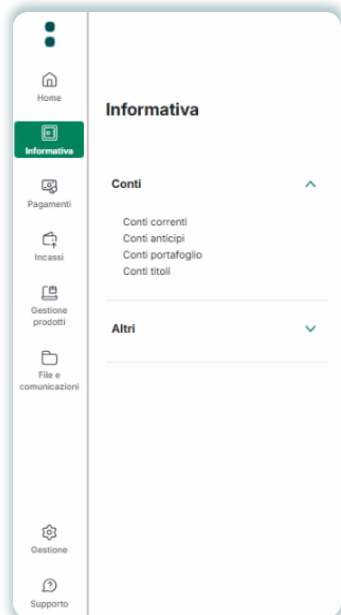 Home
Informativa
Pagamenti
Incassi
Gestione
prodotti
File e
comunicazioni
Gestione
Supporto
Informativa
Conti
Conti correnti
Conti anticipi
Conti portafoglio
Conti titoli
Altri